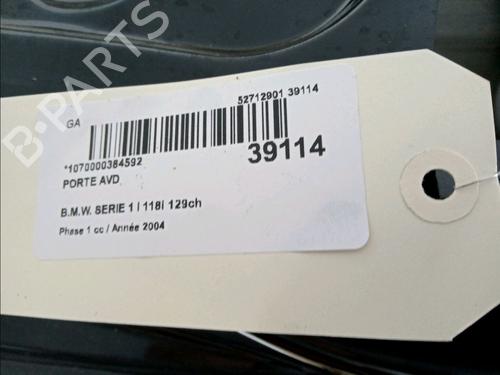 52712901 39114
GA
*1070000384592
39114
PORTE AVD
B.M.W. SERIE 1 I 118i 129ch
Phase 1 cc / Année 2004
B-PARTS